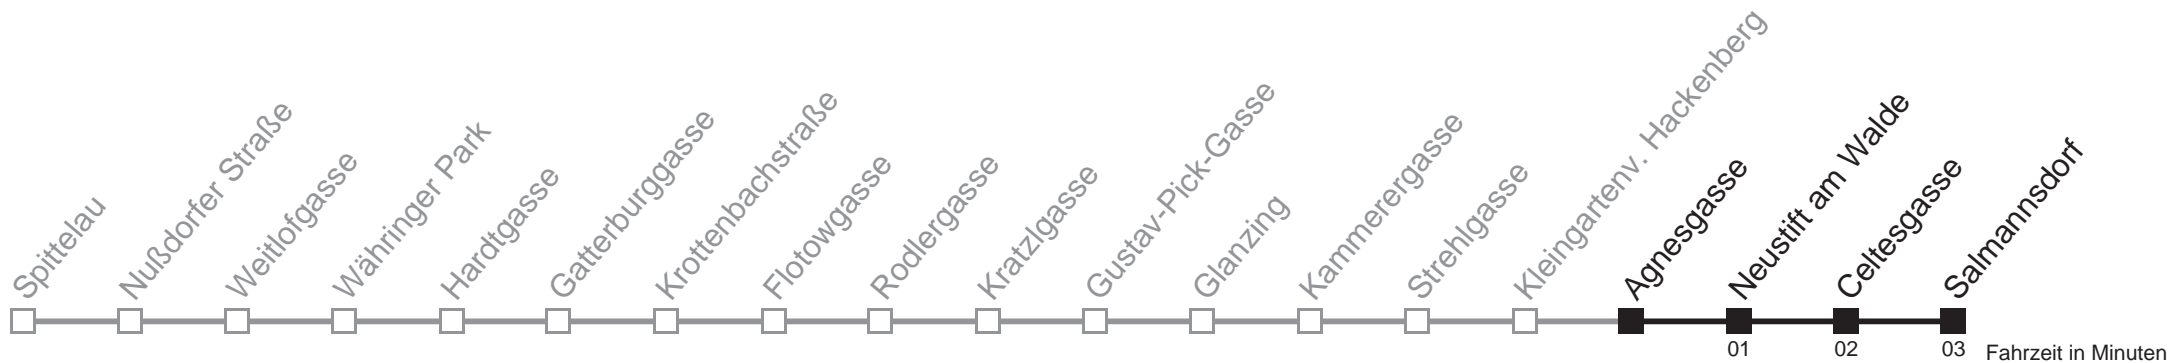 Spittelau
Nußdorfer Straße
Weitlofgasse
Währinger Park
Hardtgasse
Gatterburggasse
Krottenbachstraße
Flotowgasse
Rodlergasse
Kratzlgasse
Gustav-Pick-Gasse
Glanzing
Kammerergasse
Strehlgasse
Kleingartenv. Hackenberg
Agnesgasse
Neustift am Walde
Celtesgasse
Salmannsdorf
01 02 03 Fahrzeit in Minuten